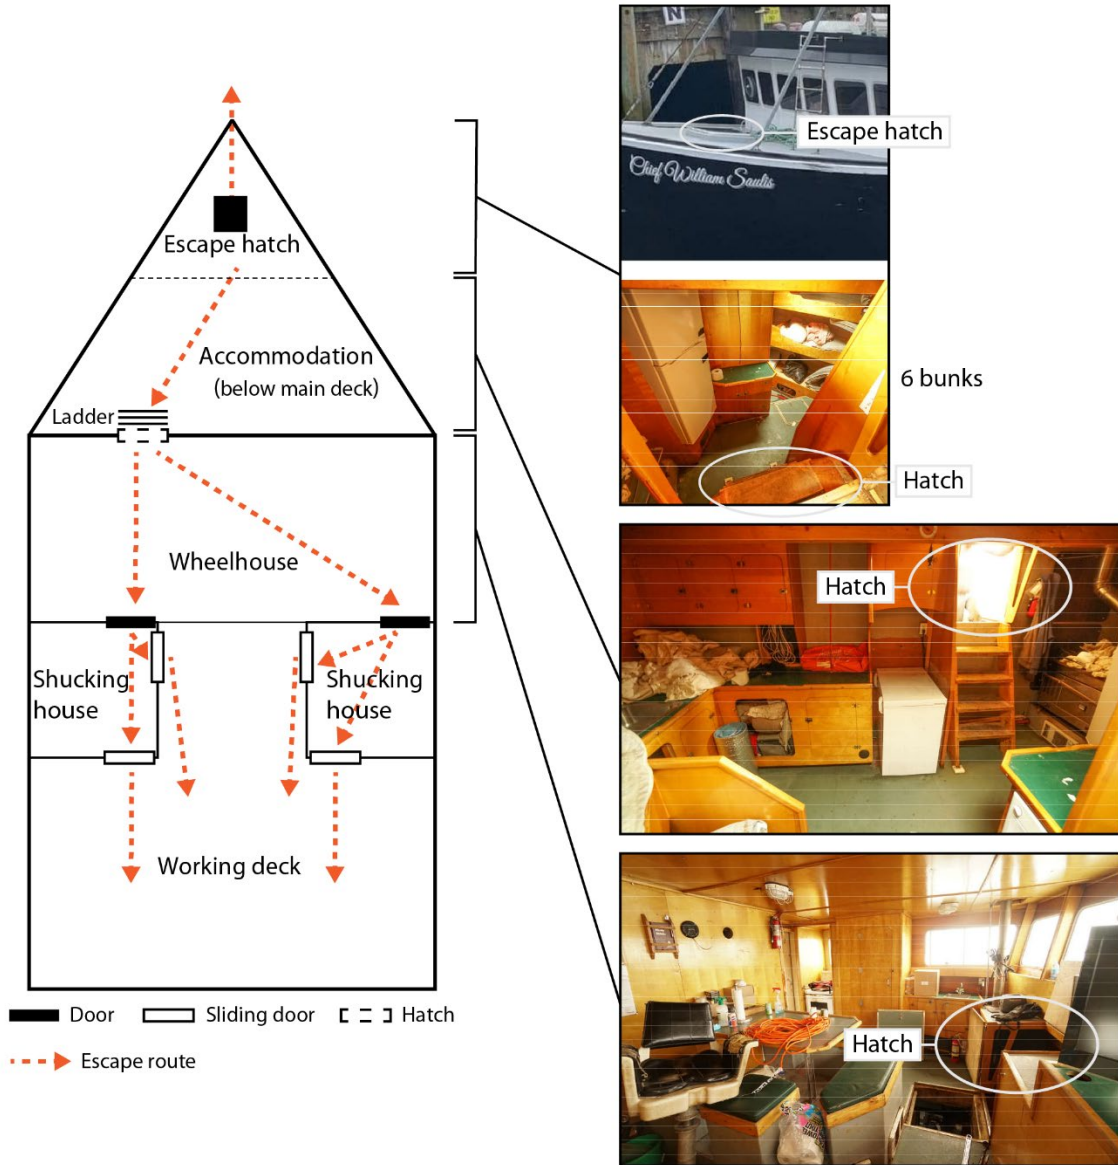 N
Escape hatch
Chief William Saulis
Escape hatch
Accommodation
(below main deck)
6 bunks
Ladder
Hatch
Wheelhouse
Hatch
Shucking
house
Shucking
house
Working deck
Hatch
Door
Sliding door
Hatch
Escape route